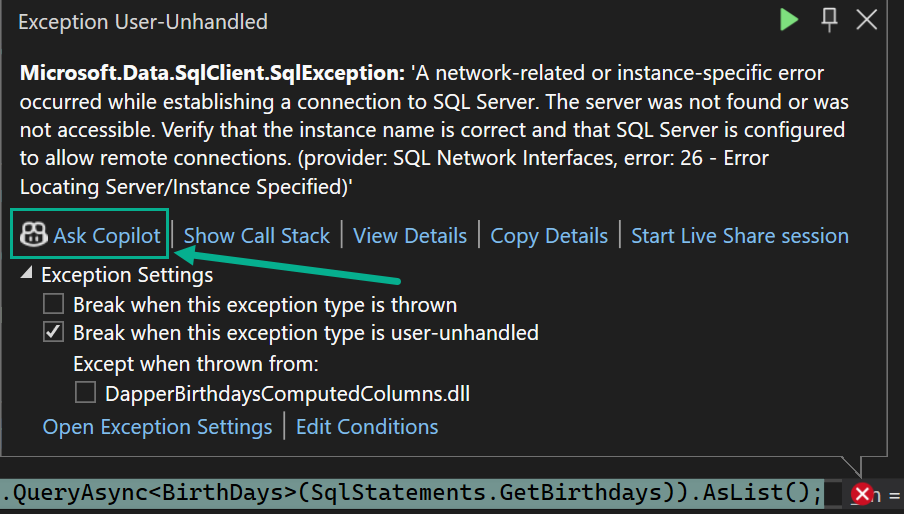 Exception User-Unhandled
Microsoft.Data.SqlClient.SqlException: 'A network-related or instance-specific error
occurred while establishing a connection to SQL Server. The server was not found or was
not accessible. Verify that the instance name is correct and that SQL Server is configured
to allow remote connections. (provider: SQL Network Interfaces, error: 26 - Error
Locating Server/Instance Specified)'
Ask Copilot | Show Call Stack | View Details | Copy Details | Start Live Share session
Exception Settings
Break when this exception type is thrown
Break when this exception type is user-unhandled
Except when thrown from:
DapperBirthdaysComputedColumns.dll
Open Exception Settings | Edit Conditions
.QueryAsync<BirthDays>(SqlStatements.GetBirthdays)).AsList(); =